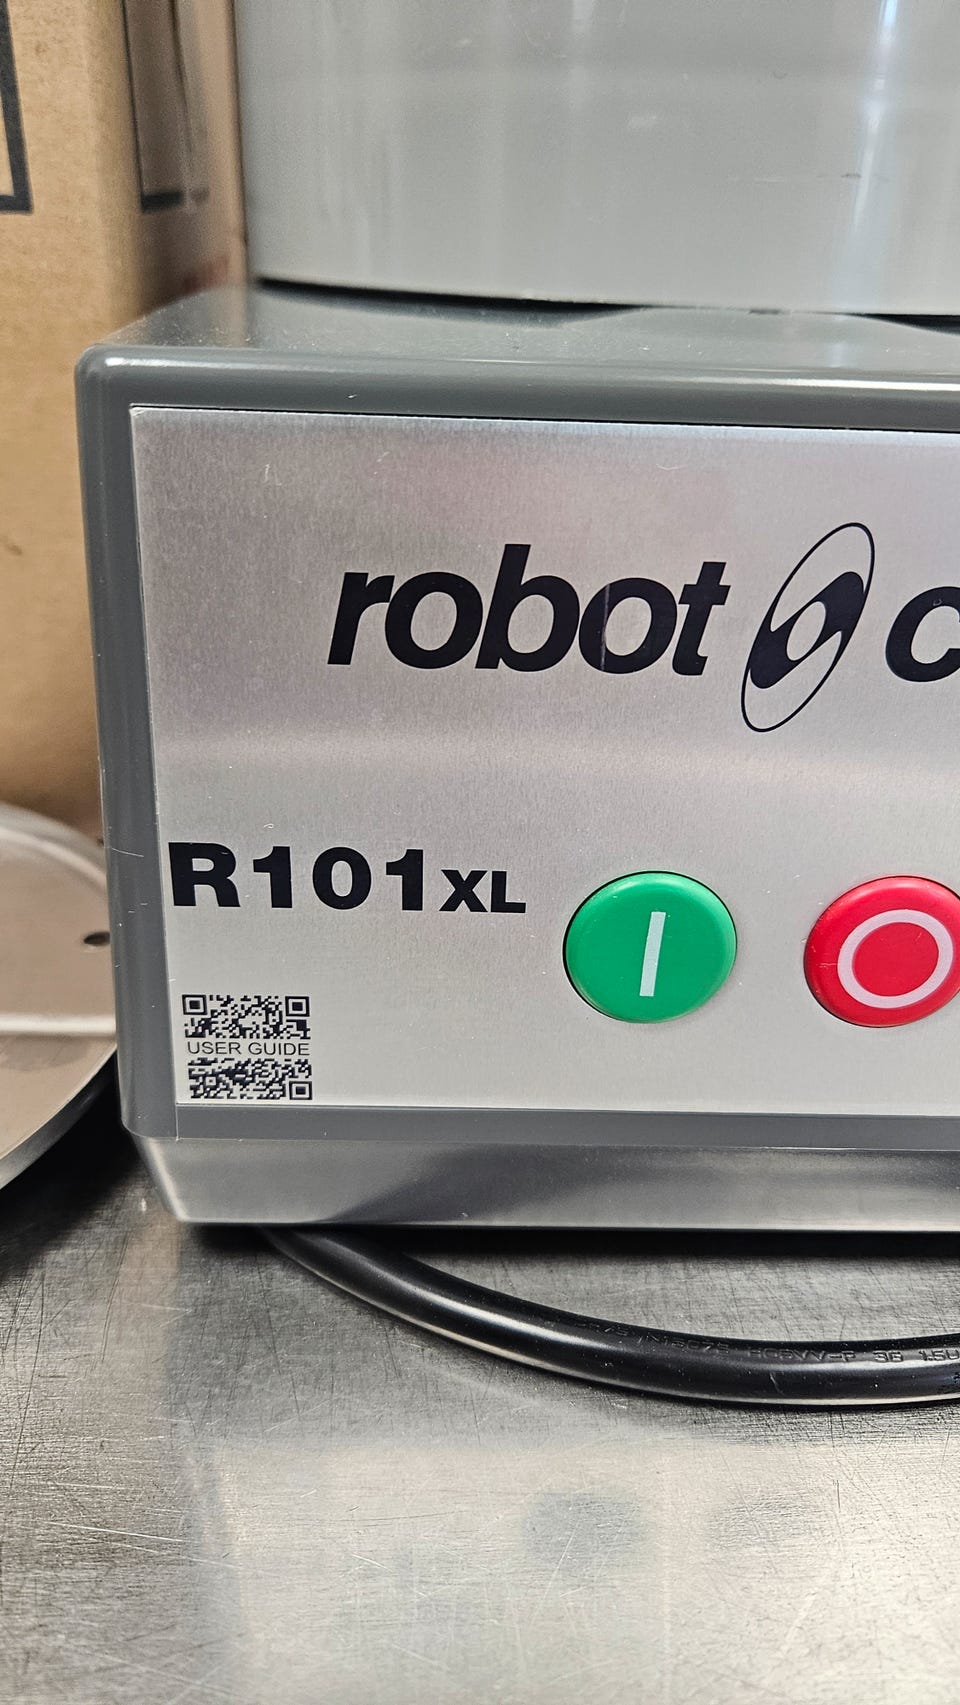 robot c
R101XL
USER GUIDE